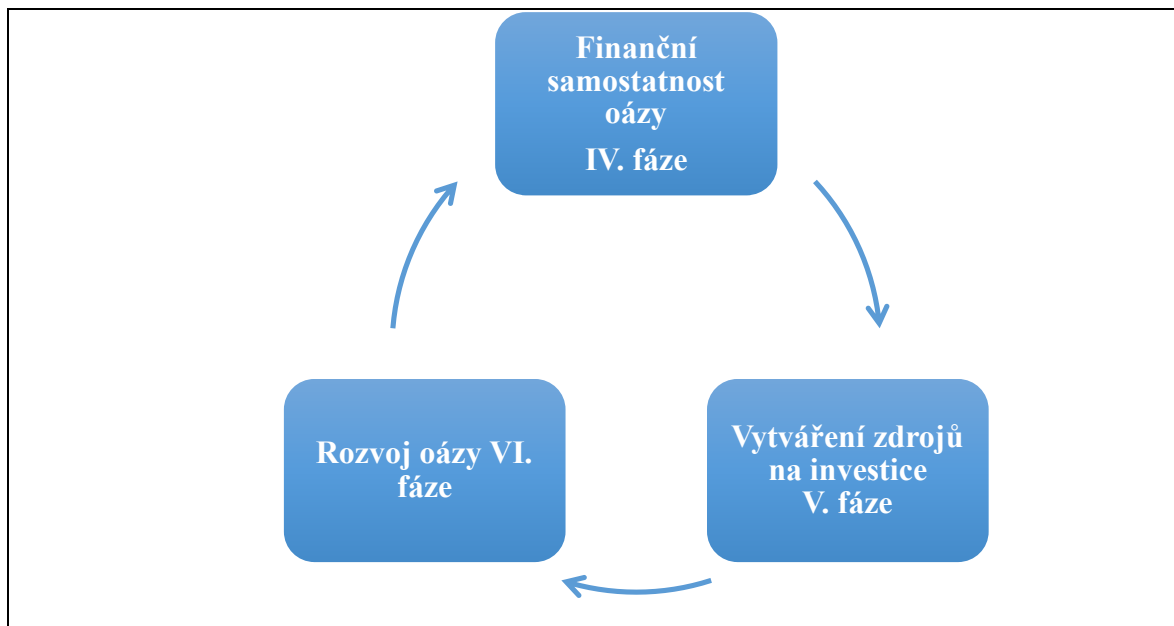 Finanční
samostatnost
oázy
IV. fáze
Vytváření zdrojů
na investice
V. fáze
Rozvoj oázy VI.
fáze